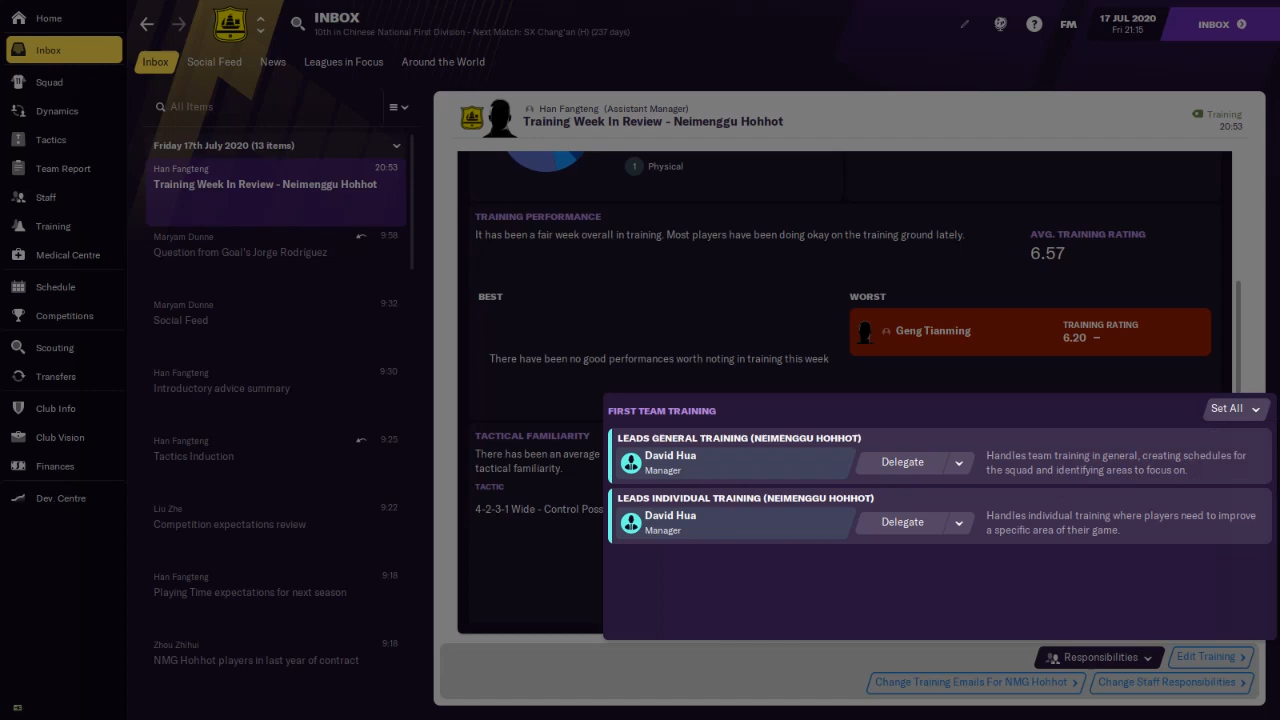 Home
Inbox
Squad
Dynamics
Tactics
Team Report
Staff
Training
Medical Centre
Schedule
Competitions
Scouting
Transfers
Club Info
Club Vision
Finances
Dev. Centre
INBOX
10th in Chinese National First Division - Next Match: SX Chang'an (H) (237 days)
FM
17 JUL 2020
Fri 21:15
INBOX
Inbox Social Feed News Leagues in Focus Around the World
All Items
Friday 17th July 2020 (13 items)
Han Fangteng 20:53
Training Week In Review - Neimenggu Hohhot
Maryam Dunne 9:58
Question from Goal's Jorge Rodríguez
Maryam Dunne 9:32
Social Feed
Han Fangteng 9:30
Introductory advice summary
Han Fangteng 9:25
Tactics Induction
Liu Zhe 9:22
Competition expectations review
Han Fangteng 9:18
Playing Time expectations for next season
Zhou Zhihui 9:18
NMG Hohhot players in last year of contract
Han Fangteng (Assistant Manager)
Training Week In Review - Neimenggu Hohhot
Training
20:53
1 Physical
TRAINING PERFORMANCE
It has been a fair week overall in training. Most players have been doing okay on the training ground lately.
AVG. TRAINING RATING
6.57
BEST
There have been no good performances worth noting in training this week
WORST
Geng Tianming
TRAINING RATING
6.20 –
TACTICAL FAMILIARITY
There has been an average
tactical familiarity.
TACTIC
4-2-3-1 Wide - Control Poss
FIRST TEAM TRAINING
Set All
LEADS GENERAL TRAINING (NEIMENGGU HOHHOT)
David Hua
Manager
Delegate
Handles team training in general, creating schedules for
the squad and identifying areas to focus on.
LEADS INDIVIDUAL TRAINING (NEIMENGGU HOHHOT)
David Hua
Manager
Delegate
Handles individual training where players need to improve
a specific area of their game.
Responsibilities
Edit Training
Change Training Emails For NMG Hohhot
Change Staff Responsibilities